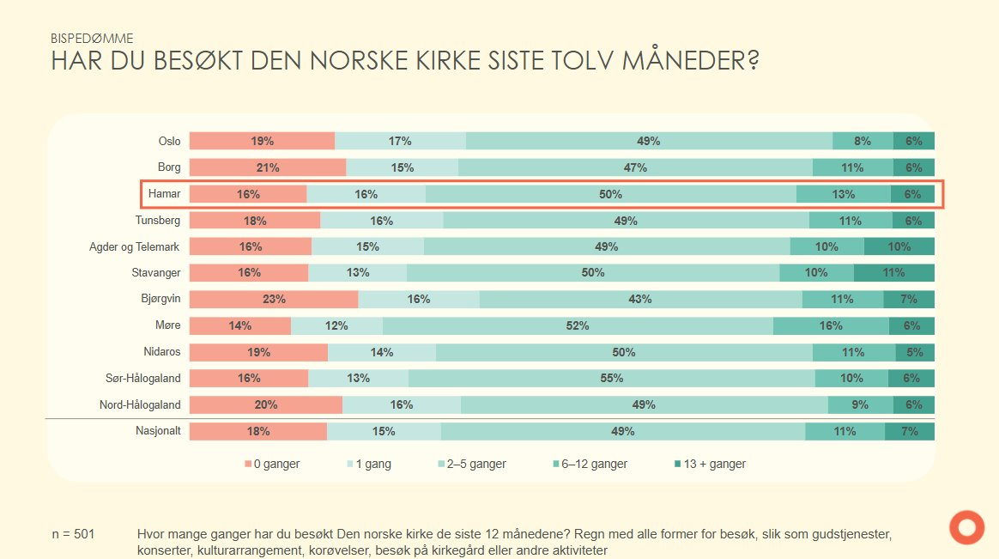 BISPEDØMME
HAR DU BESØKT DEN NORSKE KIRKE SISTE TOLV MÅNEDER?
Oslo 19% 17% 49% 8% 6%
Borg 21% 15% 47% 11% 6%
Hamar 16% 16% 50% 13% 6%
Tunsberg 18% 16% 49% 11% 6%
Agder og Telemark 16% 15% 49% 10% 10%
Stavanger 16% 13% 50% 10% 11%
Bjørgvin 23% 16% 43% 11% 7%
Møre 14% 12% 52% 16% 6%
Nidaros 19% 14% 50% 11% 5%
Sør-Hålogaland 16% 13% 55% 10% 6%
Nord-Hålogaland 20% 16% 49% 9% 6%
Nasjonalt 18% 15% 49% 11% 7%
0 ganger 1 gang 2–5 ganger 6–12 ganger 13 + ganger
n = 501 Hvor mange ganger har du besøkt Den norske kirke de siste 12 månedene? Regn med alle former for besøk, slik som gudstjenester,
konserter, kulturarrangement, korøvelser, besøk på kirkegård eller andre aktiviteter